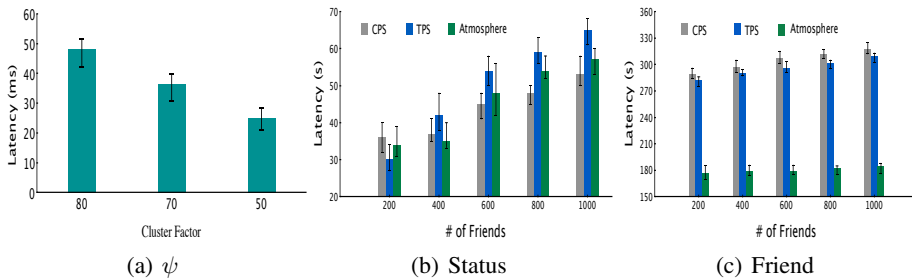 Latency (ms)
60
50
40
30
20
10
0
80 70 50
Cluster Factor
(a) ψ
Latency (s)
70
60
50
40
30
20
CPS TPS Atmosphere
200 400 600 800 1000
# of Friends
(b) Status
Latency (s)
360
330
300
270
240
210
180
150
CPS TPS Atmosphere
200 400 600 800 1000
# of Friends
(c) Friend